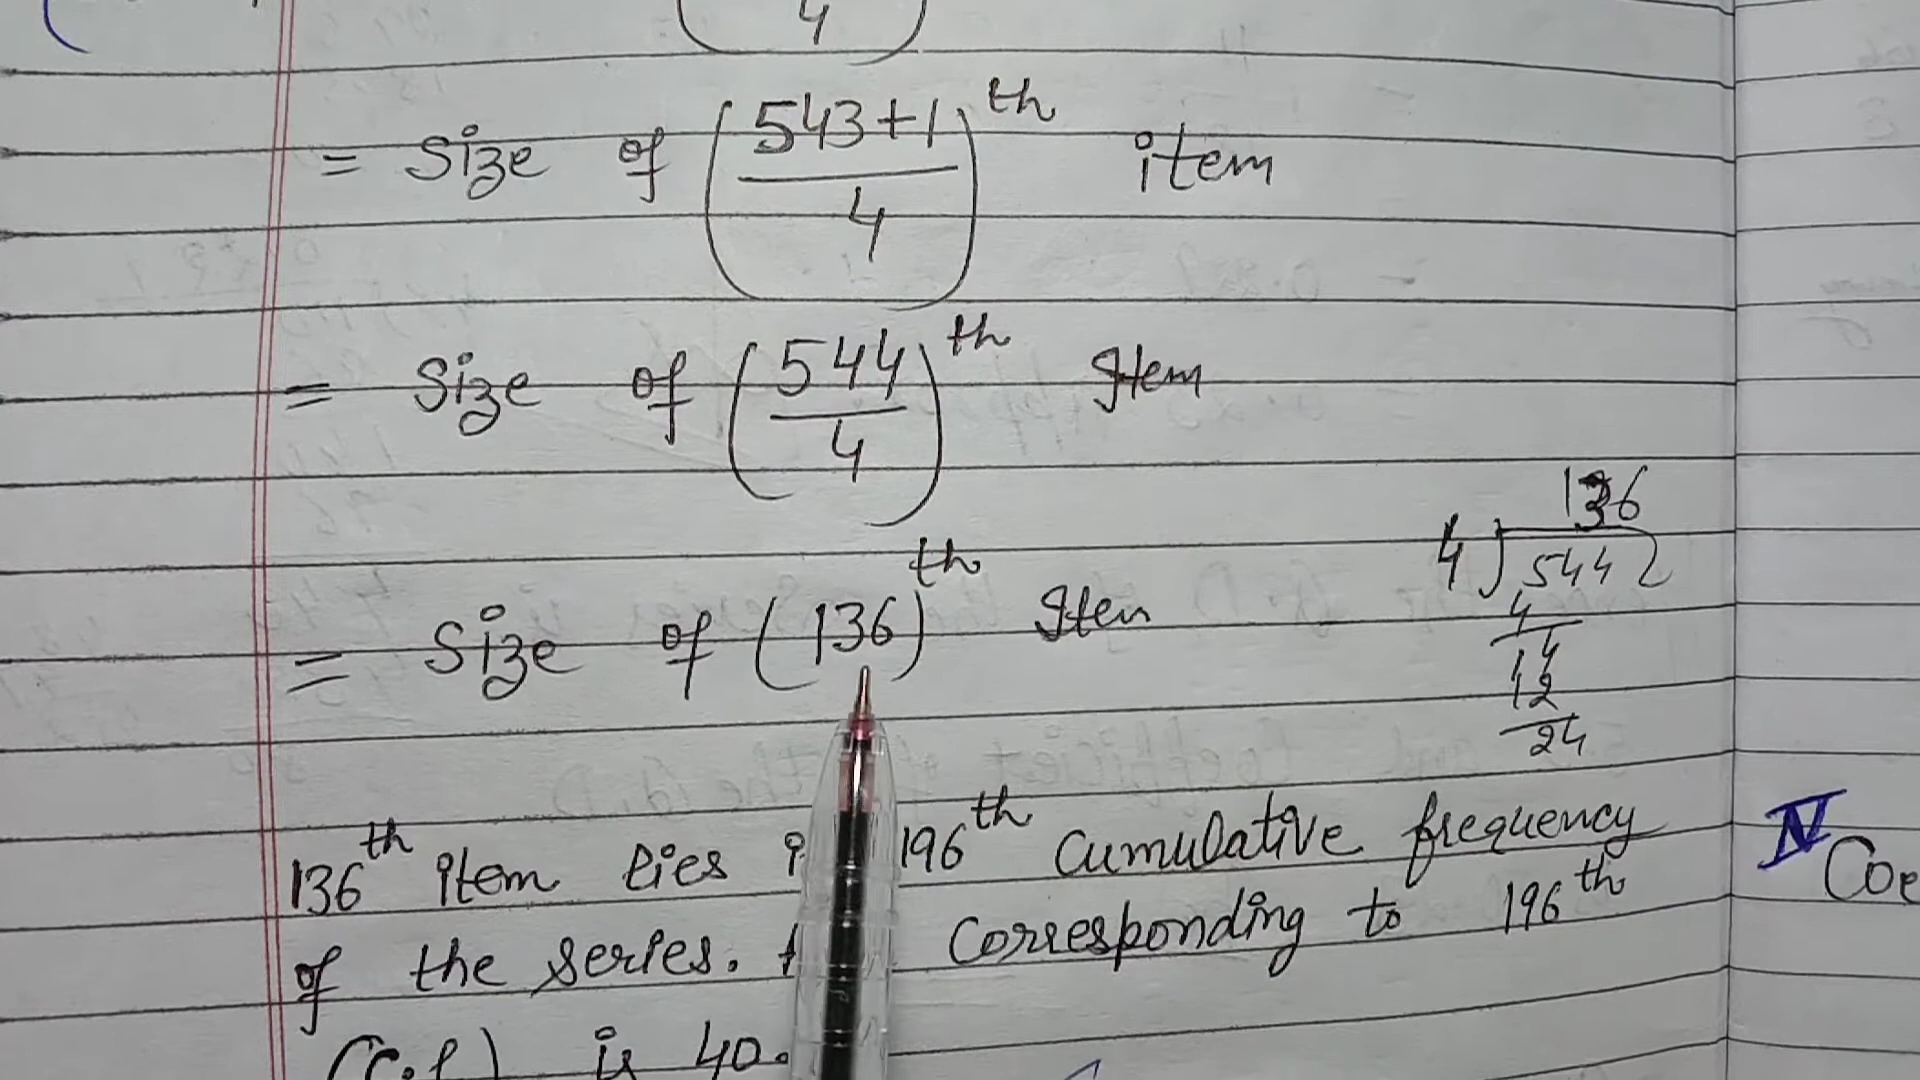 4
= Size of (543+1/4)th item
= Size of (544/4)th Item
= Size of (136)th Item
136
4)544(
4
14
12
24
136th item lies 196th Cumulative frequency
of the series. Corresponding to 196th
(C.f) is 40.
IV Coe